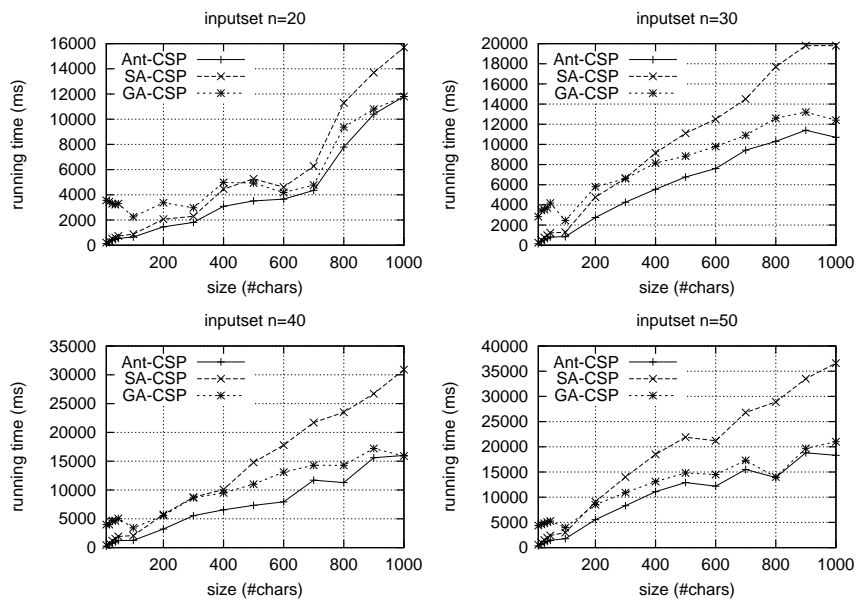 inputset n=20
16000
14000
12000
10000
8000
6000
4000
2000
0
running time (ms)
Ant-CSP
SA-CSP
GA-CSP
200 400 600 800 1000
size (#chars)
inputset n=30
20000
18000
16000
14000
12000
10000
8000
6000
4000
2000
0
running time (ms)
Ant-CSP
SA-CSP
GA-CSP
200 400 600 800 1000
size (#chars)
inputset n=40
35000
30000
25000
20000
15000
10000
5000
0
running time (ms)
Ant-CSP
SA-CSP
GA-CSP
200 400 600 800 1000
size (#chars)
inputset n=50
40000
35000
30000
25000
20000
15000
10000
5000
0
running time (ms)
Ant-CSP
SA-CSP
GA-CSP
200 400 600 800 1000
size (#chars)